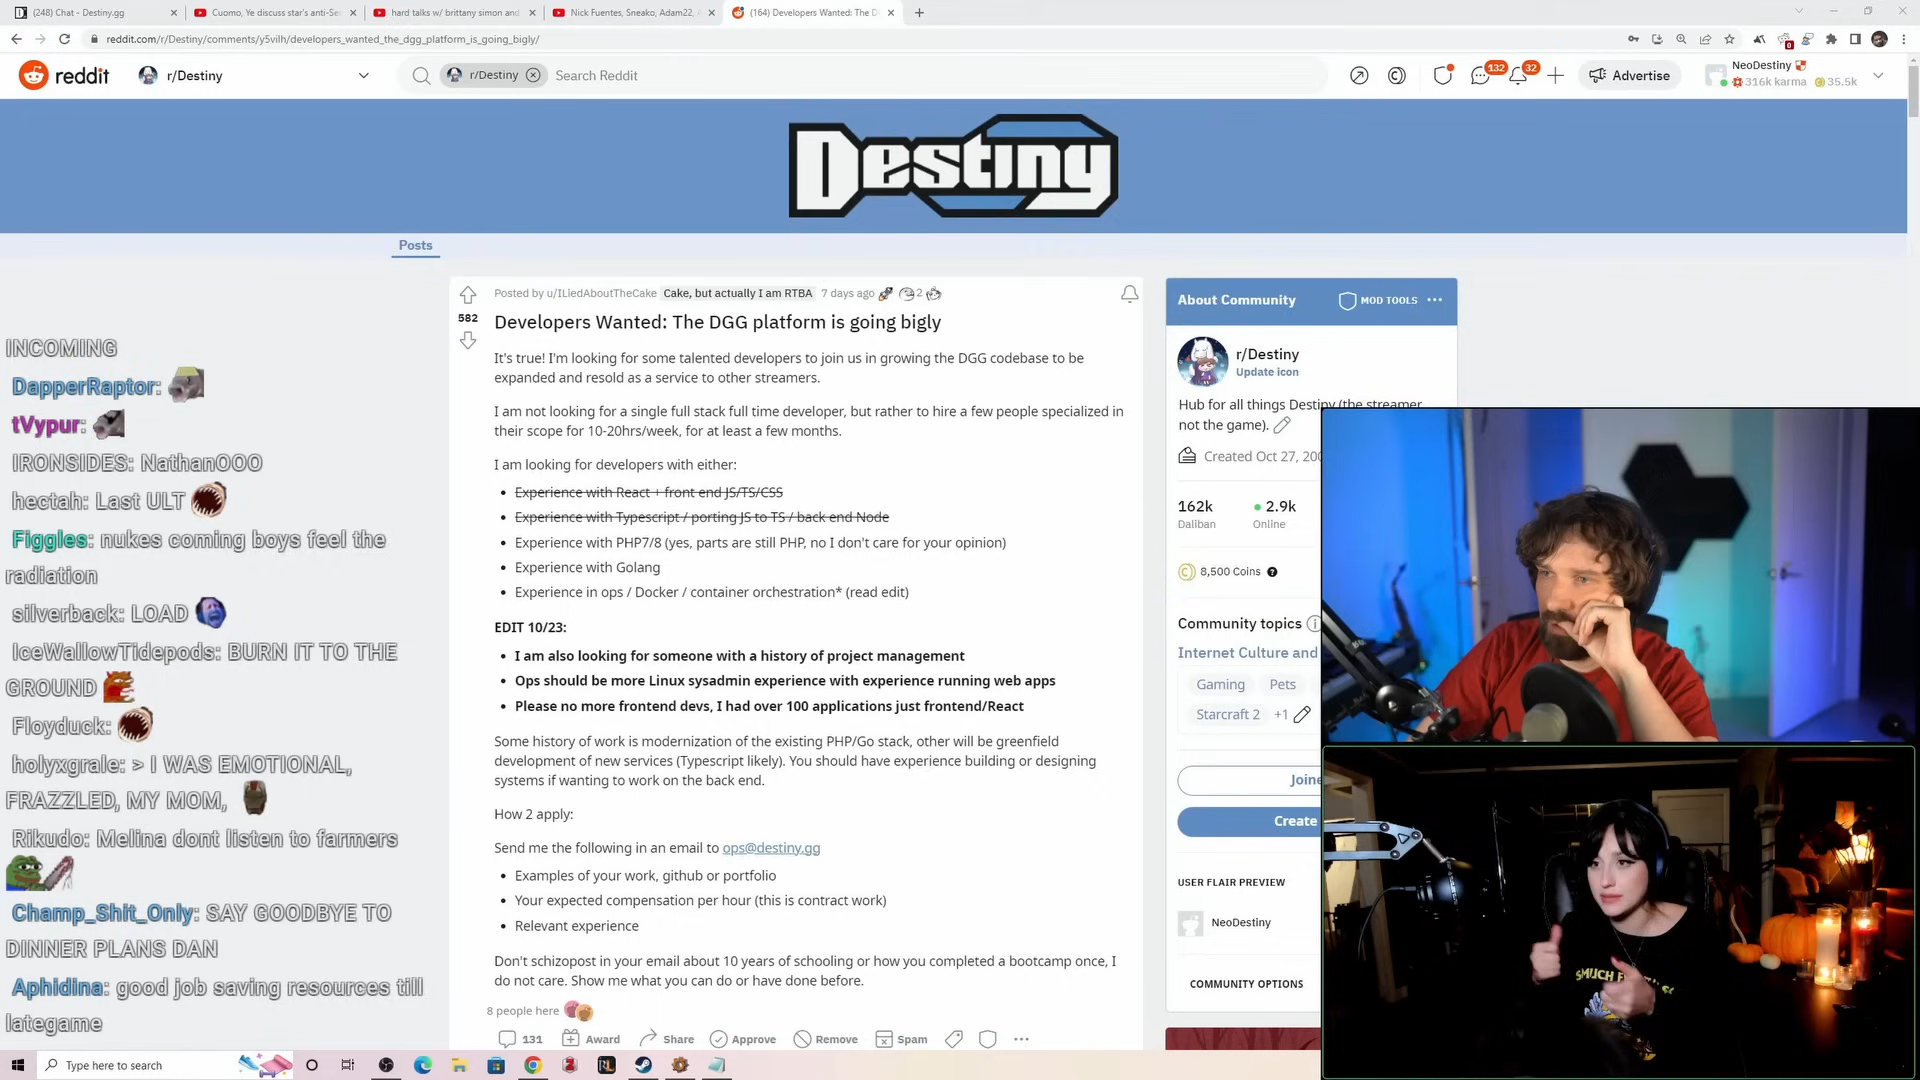 (248) Chat - Destiny.gg
Cuomo, Ye discuss star's anti-Se
hard talks w/ brittany simon and
Nick Fuentes, Sneako, Adam22,
(164) Developers Wanted: The D
reddit.com/r/Destiny/comments/y5vilh/developers_wanted_the_dgg_platform_is_going_bigly/
reddit
r/Destiny
r/Destiny
Search Reddit
132
32
Advertise
NeoDestiny
316k karma
35.5k
Destiny
Posts
Posted by u/ILiedAboutTheCake Cake, but actually I am RTBA 7 days ago 2
582
Developers Wanted: The DGG platform is going bigly
It's true! I'm looking for some talented developers to join us in growing the DGG codebase to be
expanded and resold as a service to other streamers.
I am not looking for a single full stack full time developer, but rather to hire a few people specialized in
their scope for 10-20hrs/week, for at least a few months.
I am looking for developers with either:
Experience with React + front end JS/TS/CSS
Experience with Typescript / porting JS to TS / back end Node
Experience with PHP7/8 (yes, parts are still PHP, no I don't care for your opinion)
Experience with Golang
Experience in ops / Docker / container orchestration* (read edit)
EDIT 10/23:
I am also looking for someone with a history of project management
Ops should be more Linux sysadmin experience with experience running web apps
Please no more frontend devs, I had over 100 applications just frontend/React
Some history of work is modernization of the existing PHP/Go stack, other will be greenfield
development of new services (Typescript likely). You should have experience building or designing
systems if wanting to work on the back end.
How 2 apply:
Send me the following in an email to ops@destiny.gg
Examples of your work, github or portfolio
Your expected compensation per hour (this is contract work)
Relevant experience
Don't schizopost in your email about 10 years of schooling or how you completed a bootcamp once, I
do not care. Show me what you can do or have done before.
8 people here
131
Award
Share
Approve
Remove
Spam
About Community
MOD TOOLS
r/Destiny
Update icon
Hub for all things Destiny (the streamer,
not the game).
Created Oct 27, 200
162k
Daliban
2.9k
Online
8,500 Coins
Community topics
Internet Culture and
Gaming
Pets
Starcraft 2
+1
Joine
Create
USER FLAIR PREVIEW
NeoDestiny
COMMUNITY OPTIONS
INCOMING
DapperRaptor:
tVypur:
IRONSIDES: NathanOOO
hectah: Last ULT
Figgles: nukes coming boys feel the
radiation
silverback: LOAD
IceWallowTidepods: BURN IT TO THE
GROUND
Floyduck:
holyxgrale: > I WAS EMOTIONAL,
FRAZZLED, MY MOM,
Rikudo: Melina dont listen to farmers
Champ_Shit_Only: SAY GOODBYE TO
DINNER PLANS DAN
Aphidina: good job saving resources till
lategame
Type here to search